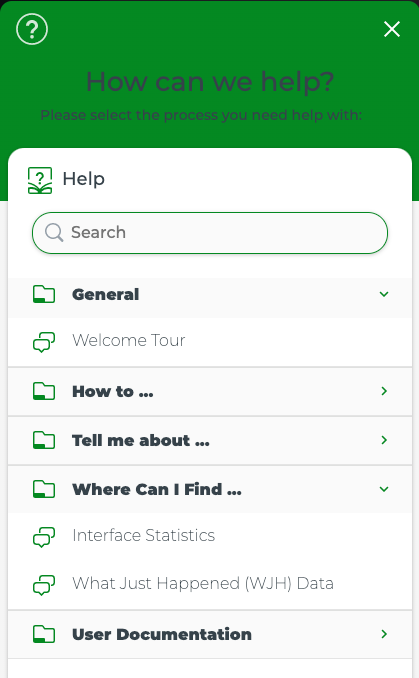 How can we help?
Please select the process you need help with:
Help
Search
General
Welcome Tour
How to ...
Tell me about ...
Where Can I Find ...
Interface Statistics
What Just Happened (WJH) Data
User Documentation